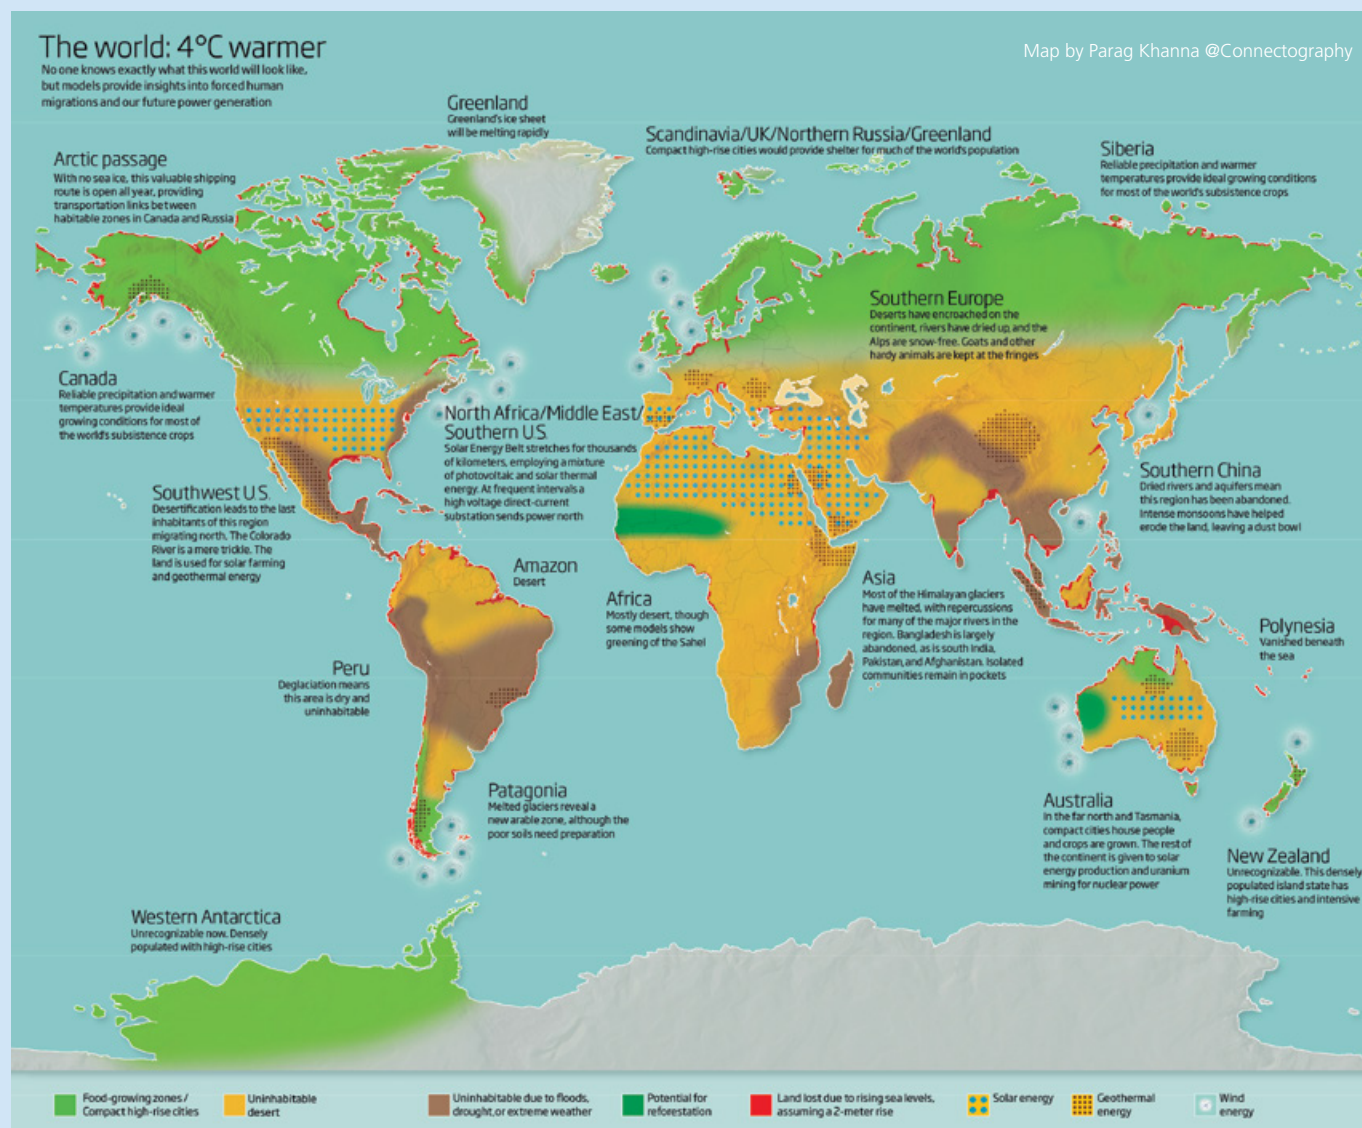 The world: 4°C warmer
No one knows exactly what this world will look like,
but models provide insights into forced human
migrations and our future power generation
Map by Parag Khanna @Connectography
Greenland
Greenland's ice sheet
will be melting rapidly
Scandinavia/UK/Northern Russia/Greenland
Compact high-rise cities would provide shelter for much of the world's population
Siberia
Reliable precipitation and warmer
temperatures provide ideal growing conditions
for most of the world's subsistence crops
Arctic passage
With no sea ice, this valuable shipping
route is open all year, providing
transportation links between
habitable zones in Canada and Russia
Southern Europe
Deserts have encroached on the
continent, rivers have dried up, and the
Alps are snow-free. Goats and other
hardy animals are kept at the fringes
Canada
Reliable precipitation and warmer
temperatures provide ideal
growing conditions for most of
the world's subsistence crops
North Africa/Middle East/
Southern U.S.
Solar Energy Belt stretches for thousands
of kilometers, employing a mixture
of photovoltaic and solar thermal
energy. At frequent intervals a
high voltage direct-current
substation sends power north
Southwest U.S.
Desertification leads to the last
inhabitants of this region
migrating north. The Colorado
River is a mere trickle. The
land is used for solar farming
and geothermal energy
Southern China
Dried rivers and aquifers mean
this region has been abandoned.
Intense monsoons have helped
erode the land, leaving a dust bowl
Amazon
Desert
Africa
Mostly desert, though
some models show
greening of the Sahel
Asia
Most of the Himalayan glaciers
have melted, with repercussions
for many of the major rivers in the
region. Bangladesh is largely
abandoned, as is south India,
Pakistan, and Afghanistan. Isolated
communities remain in pockets
Polynesia
Vanished beneath
the sea
Peru
Deglaciation means
this area is dry and
uninhabitable
Patagonia
Melted glaciers reveal a
new arable zone, although the
poor soils need preparation
Australia
In the far north and Tasmania,
compact cities house people
and crops are grown. The rest of
the continent is given to solar
energy production and uranium
mining for nuclear power
New Zealand
Unrecognizable. This densely
populated island state has
high-rise cities and intensive
farming
Western Antarctica
Unrecognizable now. Densely
populated with high-rise cities
Food-growing zones/
Compact high-rise cities
Uninhabitable
desert
Uninhabitable due to floods,
drought, or extreme weather
Potential for
reforestation
Land lost due to rising sea levels,
assuming a 2-meter rise
Solar energy
Geothermal
energy
Wind
energy